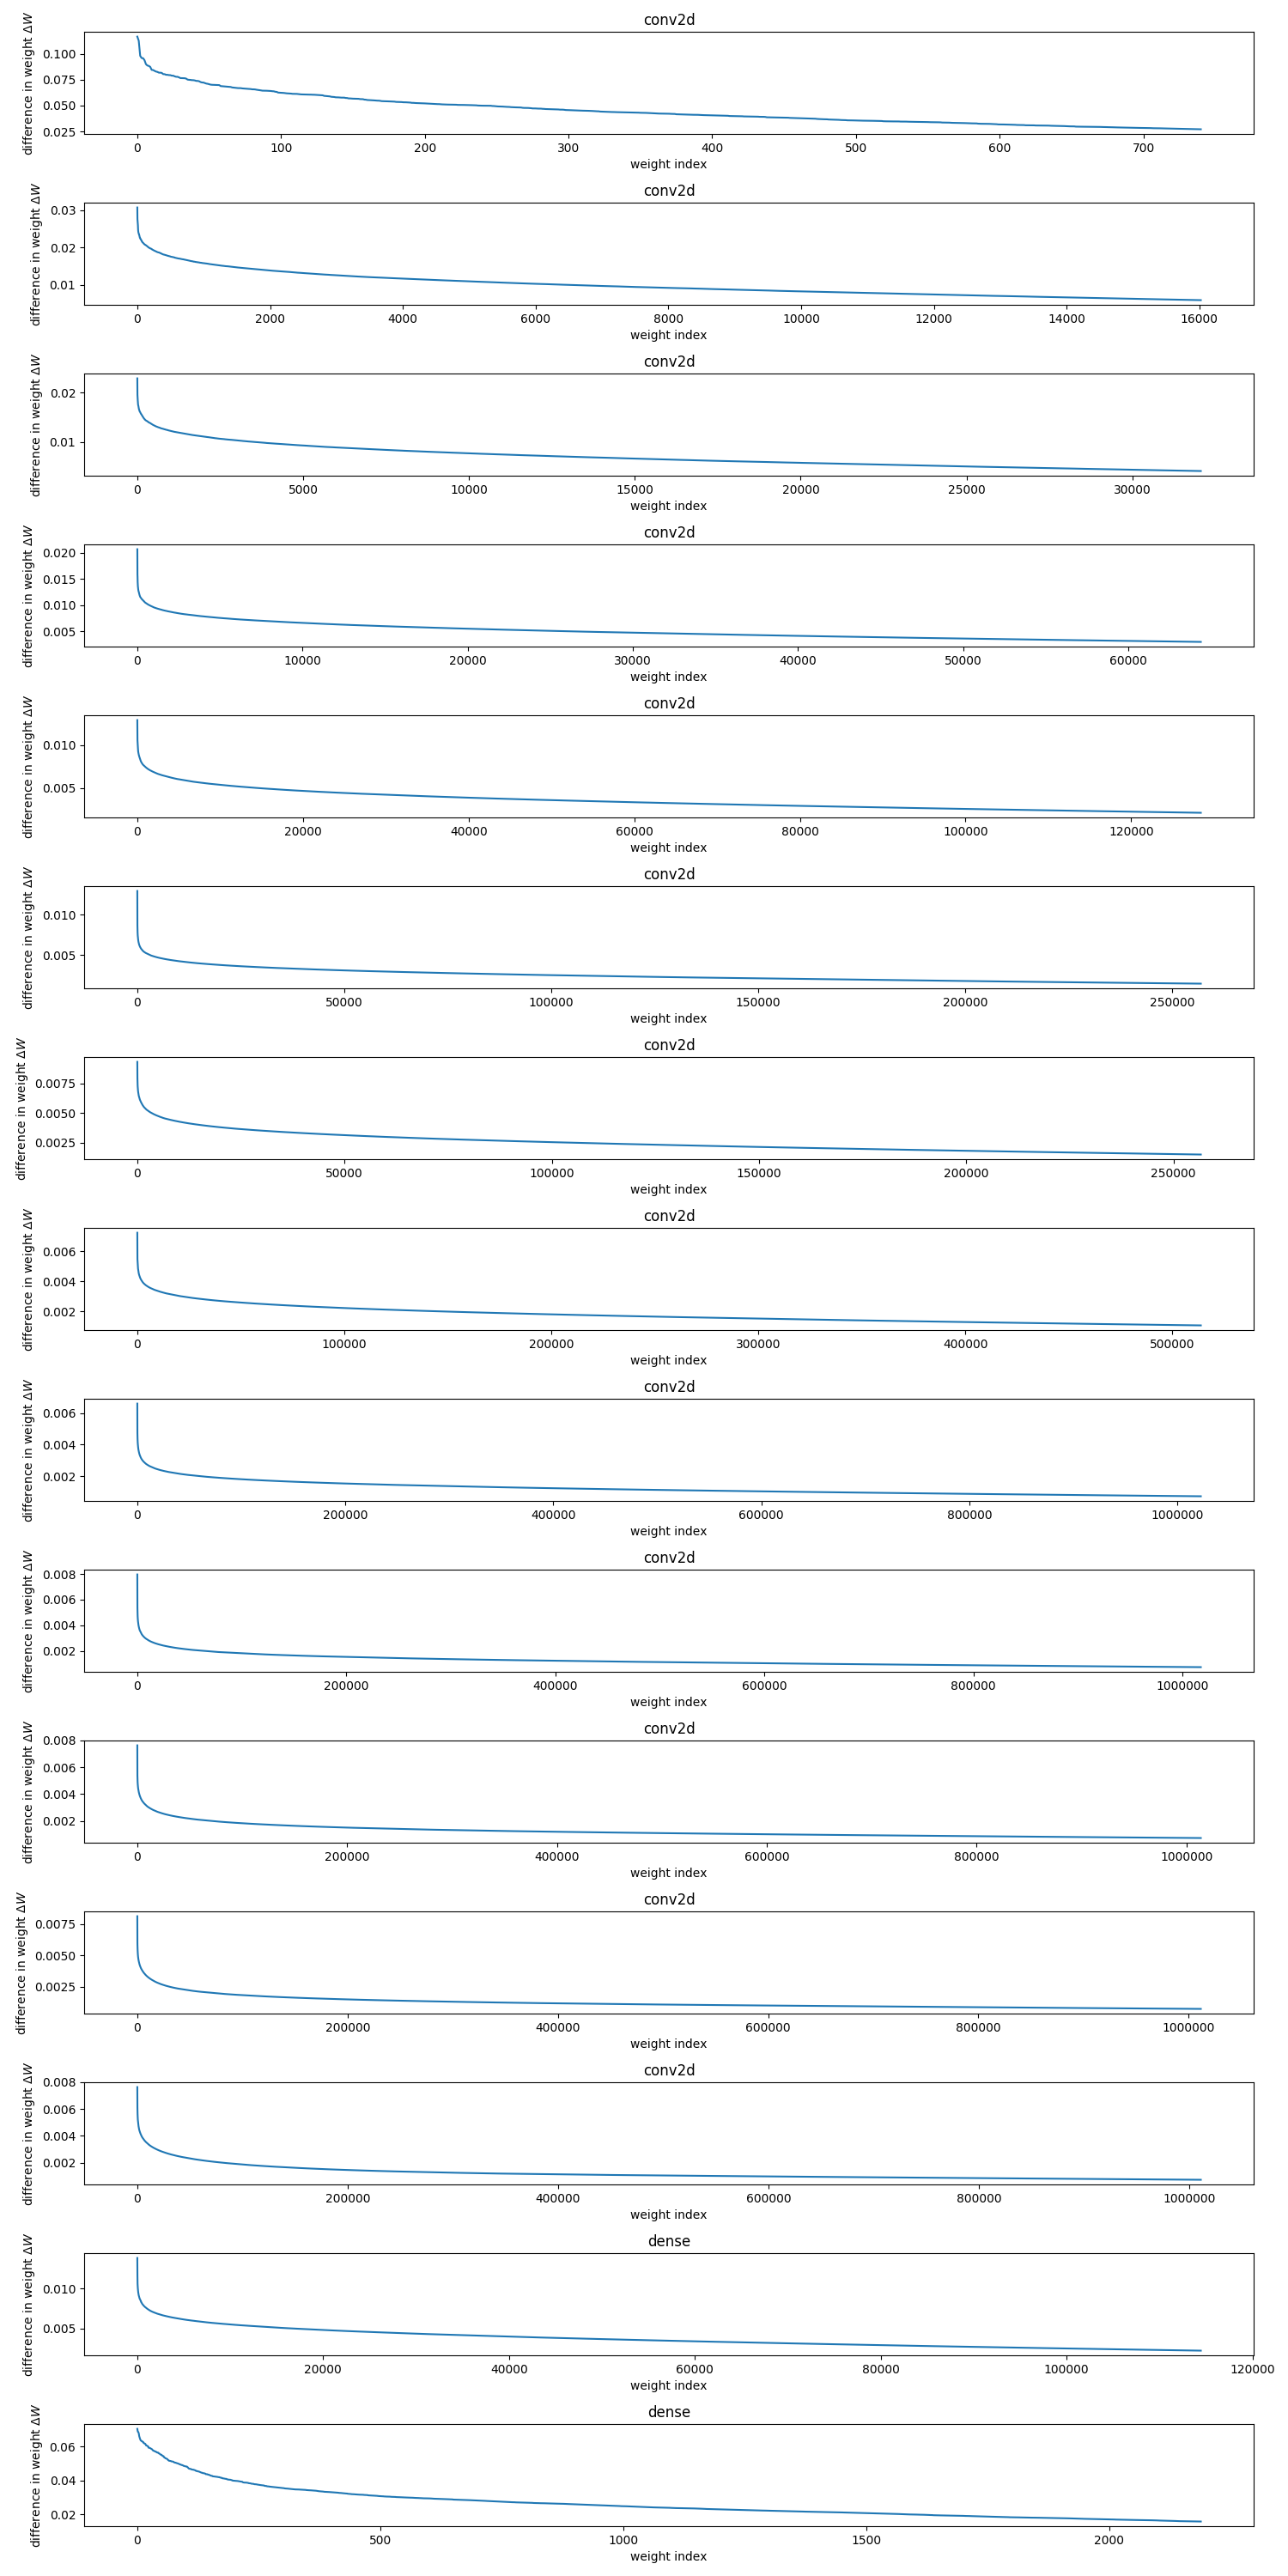 conv2d
difference in weight ΔW
0.100
0.075
0.050
0.025
0 100 200 300 400 500 600 700
weight index
conv2d
difference in weight ΔW
0.03
0.02
0.01
0 2000 4000 6000 8000 10000 12000 14000 16000
weight index
conv2d
difference in weight ΔW
0.02
0.01
0 5000 10000 15000 20000 25000 30000
weight index
conv2d
difference in weight ΔW
0.020
0.015
0.010
0.005
0 10000 20000 30000 40000 50000 60000
weight index
conv2d
difference in weight ΔW
0.010
0.005
0 20000 40000 60000 80000 100000 120000
weight index
conv2d
difference in weight ΔW
0.010
0.005
0 50000 100000 150000 200000 250000
weight index
conv2d
difference in weight ΔW
0.0075
0.0050
0.0025
0 50000 100000 150000 200000 250000
weight index
conv2d
difference in weight ΔW
0.006
0.004
0.002
0 100000 200000 300000 400000 500000
weight index
conv2d
difference in weight ΔW
0.006
0.004
0.002
0 200000 400000 600000 800000 1000000
weight index
conv2d
difference in weight ΔW
0.008
0.006
0.004
0.002
0 200000 400000 600000 800000 1000000
weight index
conv2d
difference in weight ΔW
0.008
0.006
0.004
0.002
0 200000 400000 600000 800000 1000000
weight index
conv2d
difference in weight ΔW
0.0075
0.0050
0.0025
0 200000 400000 600000 800000 1000000
weight index
conv2d
difference in weight ΔW
0.008
0.006
0.004
0.002
0 200000 400000 600000 800000 1000000
weight index
dense
difference in weight ΔW
0.010
0.005
0 20000 40000 60000 80000 100000 120000
weight index
dense
difference in weight ΔW
0.06
0.04
0.02
0 500 1000 1500 2000
weight index